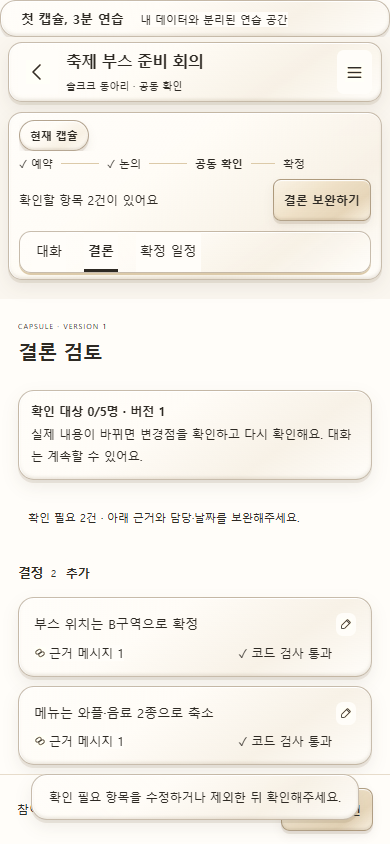 첫 캡슐, 3분 연습 내 데이터와 분리된 연습 공간
축제 부스 준비 회의
슬크크 동아리 · 공동 확인
현재 캡슐
✓ 예약 ✓ 논의 공동 확인 확정
확인할 항목 2건이 있어요
결론 보완하기
대화 결론 확정 일정
CAPSULE · VERSION 1
결론 검토
확인 대상 0/5명 · 버전 1
실제 내용이 바뀌면 변경점을 확인하고 다시 확인해요. 대화
는 계속할 수 있어요.
확인 필요 2건 · 아래 근거와 담당·날짜를 보완해주세요.
결정 2 추가
부스 위치는 B구역으로 확정
근거 메시지 1 ✓ 코드 검사 통과
메뉴는 와플·음료 2종으로 축소
근거 메시지 1 ✓ 코드 검사 통과
확인 필요 항목을 수정하거나 제외한 뒤 확인해주세요.